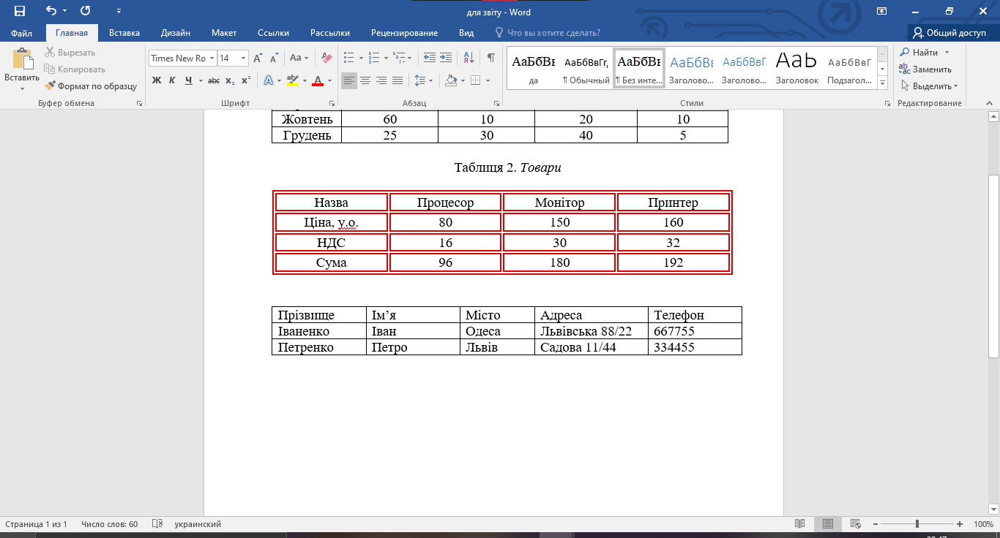 для звіту - Word
Файл Главная Вставка Дизайн Макет Ссылки Рассылки Рецензирование Вид Что вы хотите сделать? Общий доступ
Вставить
Вырезать
Копировать
Формат по образцу
Буфер обмена
Times New Ro 14
Шрифт
Абзац
АаБбВı да
АаБбВвГг, ¶ Обычный
АаБбВı ¶ Без инте...
АаБбВı Заголово...
АаБбВвГ Заголово...
АаЬ Заголовок
АаБбВвГ Подзагол...
Стили
Найти
Заменить
Выделить
Редактирование
Жовтень 60 10 20 10
Грудень 25 30 40 5
Таблиця 2. Товари
Назва Процесор Монітор Принтер
Ціна, у.о. 80 150 160
НДС 16 30 32
Сума 96 180 192
Прізвище Ім’я Місто Адреса Телефон
Іваненко Іван Одеса Львівська 88/22 667755
Петренко Петро Львів Садова 11/44 334455
Страница 1 из 1 Число слов: 60 украинский 100%